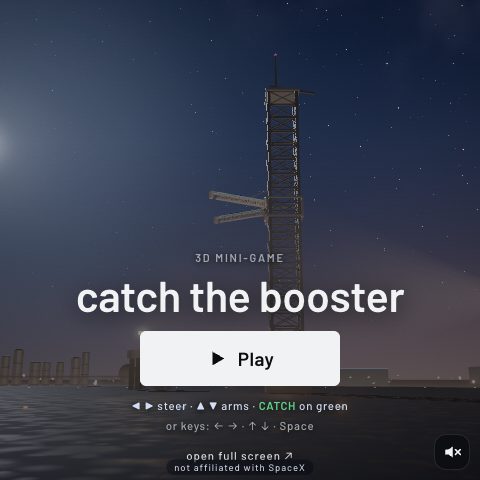 3D MINI-GAME
catch the booster
▶ Play
◀ ▶ steer · ▲ ▼ arms · CATCH on green
or keys: ← → · ↑ ↓ · Space
open full screen ↗
not affiliated with SpaceX